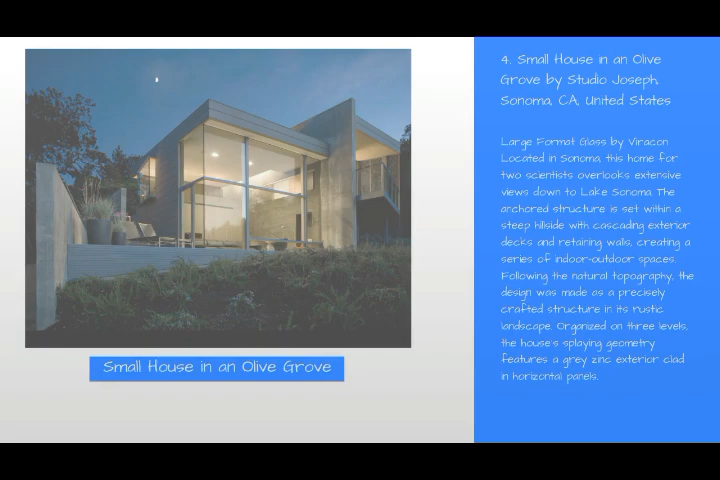 4. Small House in an Olive
Grove by Studio Joseph,
Sonoma, CA, United States
Large Format Glass by Viracon
Located in Sonoma, this home for
two scientists overlooks extensive
views down to Lake Sonoma. The
anchored structure is set within a
steep hillside with cascading exterior
decks and retaining walls, creating a
series of indoor-outdoor spaces.
Following the natural topography, the
design was made as a precisely
crafted structure in its rustic
landscape. Organized on three levels,
the house's splaying geometry
features a grey zinc exterior clad
in horizontal panels.
Small House in an Olive Grove